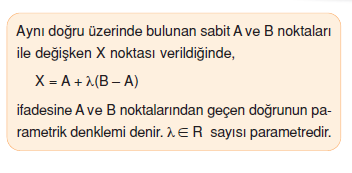 Aynı doğru üzerinde bulunan sabit A ve B noktaları
ile değişken X noktası verildiğinde,
X = A + λ(B – A)
ifadesine A ve B noktalarından geçen doğrunun pa-
rametrik denklemi denir. λ ∈ R sayısı parametredir.